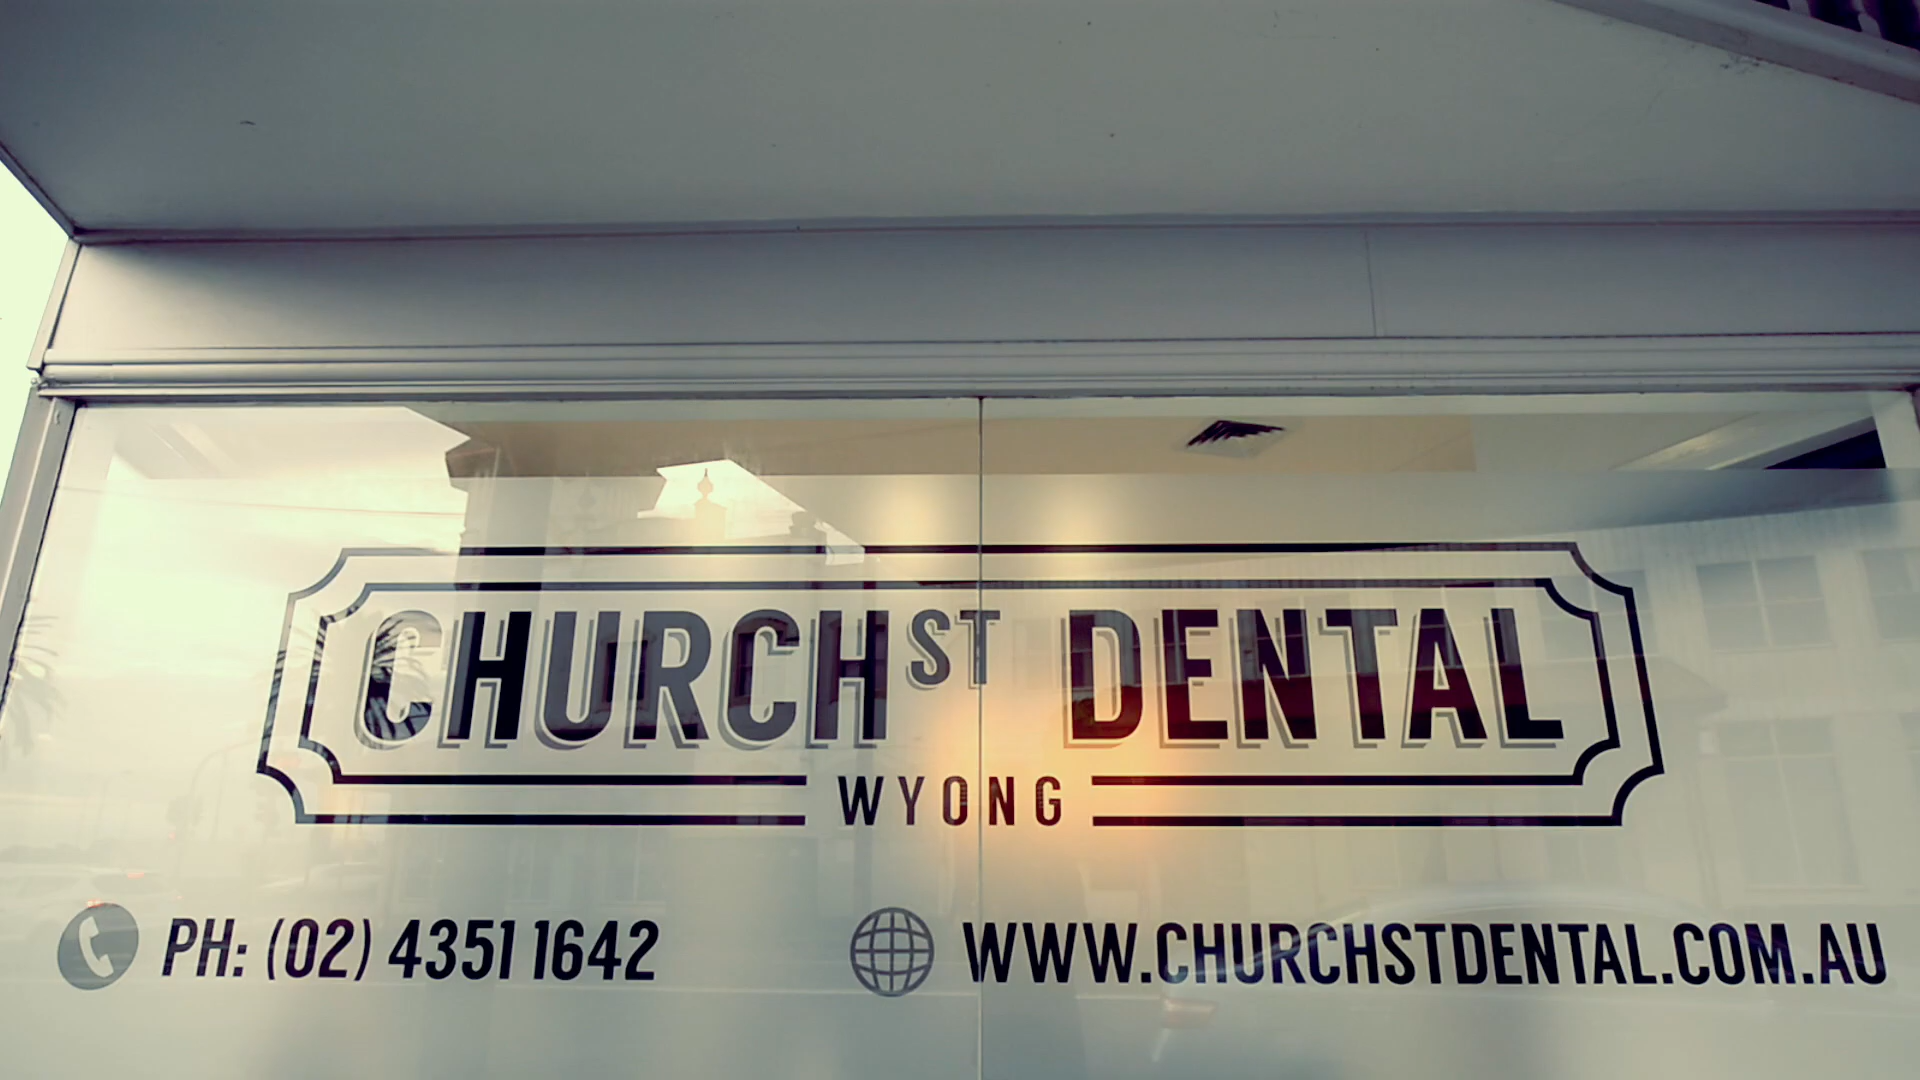 CHURCH ST DENTAL
WYONG
PH: (02) 4351 1642
WWW.CHURCHSTDENTAL.COM.AU